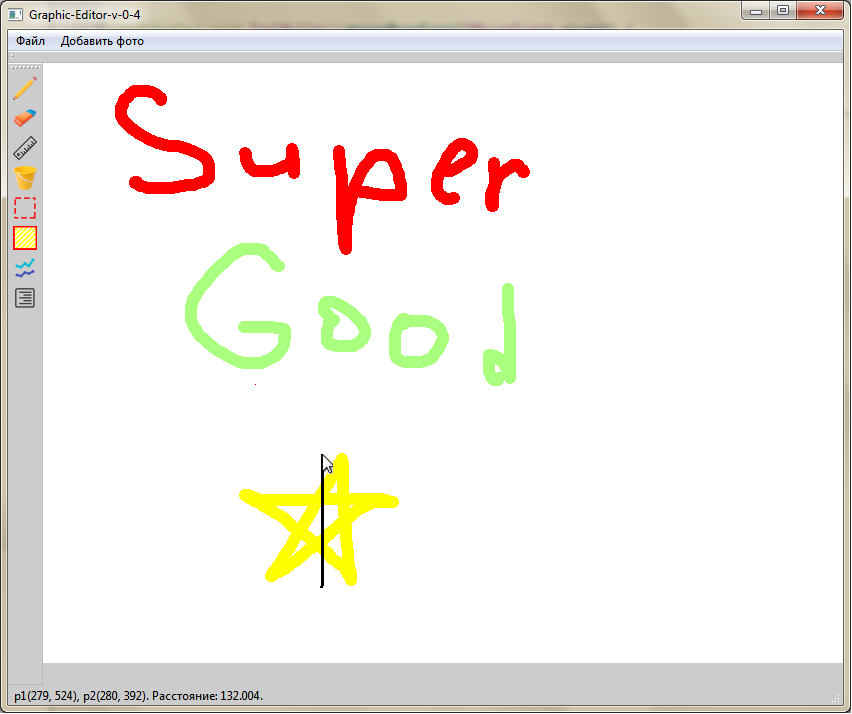 Graphic-Editor-v-0-4
Файл Добавить фото
Super
Good
p1(279, 524), p2(280, 392). Расстояние: 132.004.